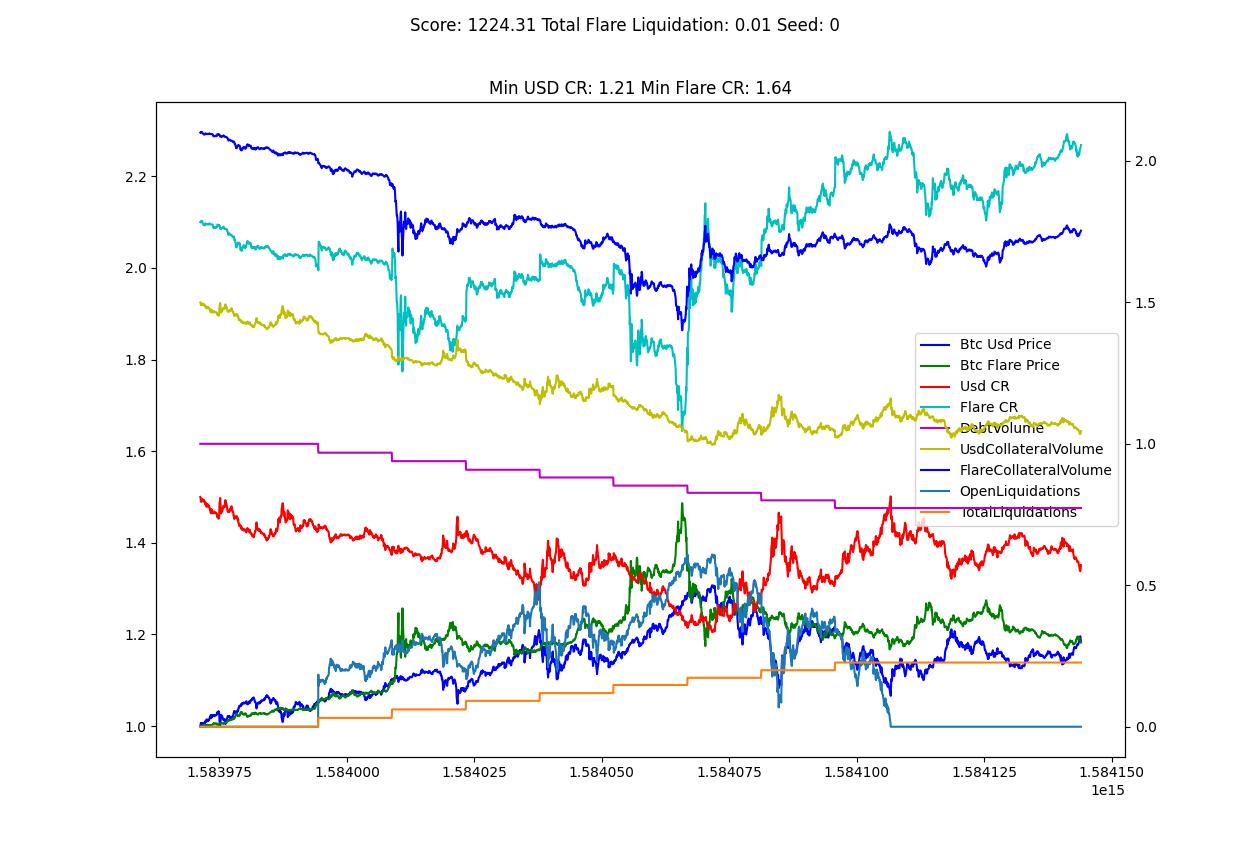 Score: 1224.31 Total Flare Liquidation: 0.01 Seed: 0
Min USD CR: 1.21 Min Flare CR: 1.64
2.2
2.0
1.8
1.6
1.4
1.2
1.0
2.0
1.5
1.0
0.5
0.0
Btc Usd Price
Btc Flare Price
Usd CR
Flare CR
DebtVolume
UsdCollateralVolume
FlareCollateralVolume
OpenLiquidations
TotalLiquidations
1.583975 1.584000 1.584025 1.584050 1.584075 1.584100 1.584125 1.584150
1e15